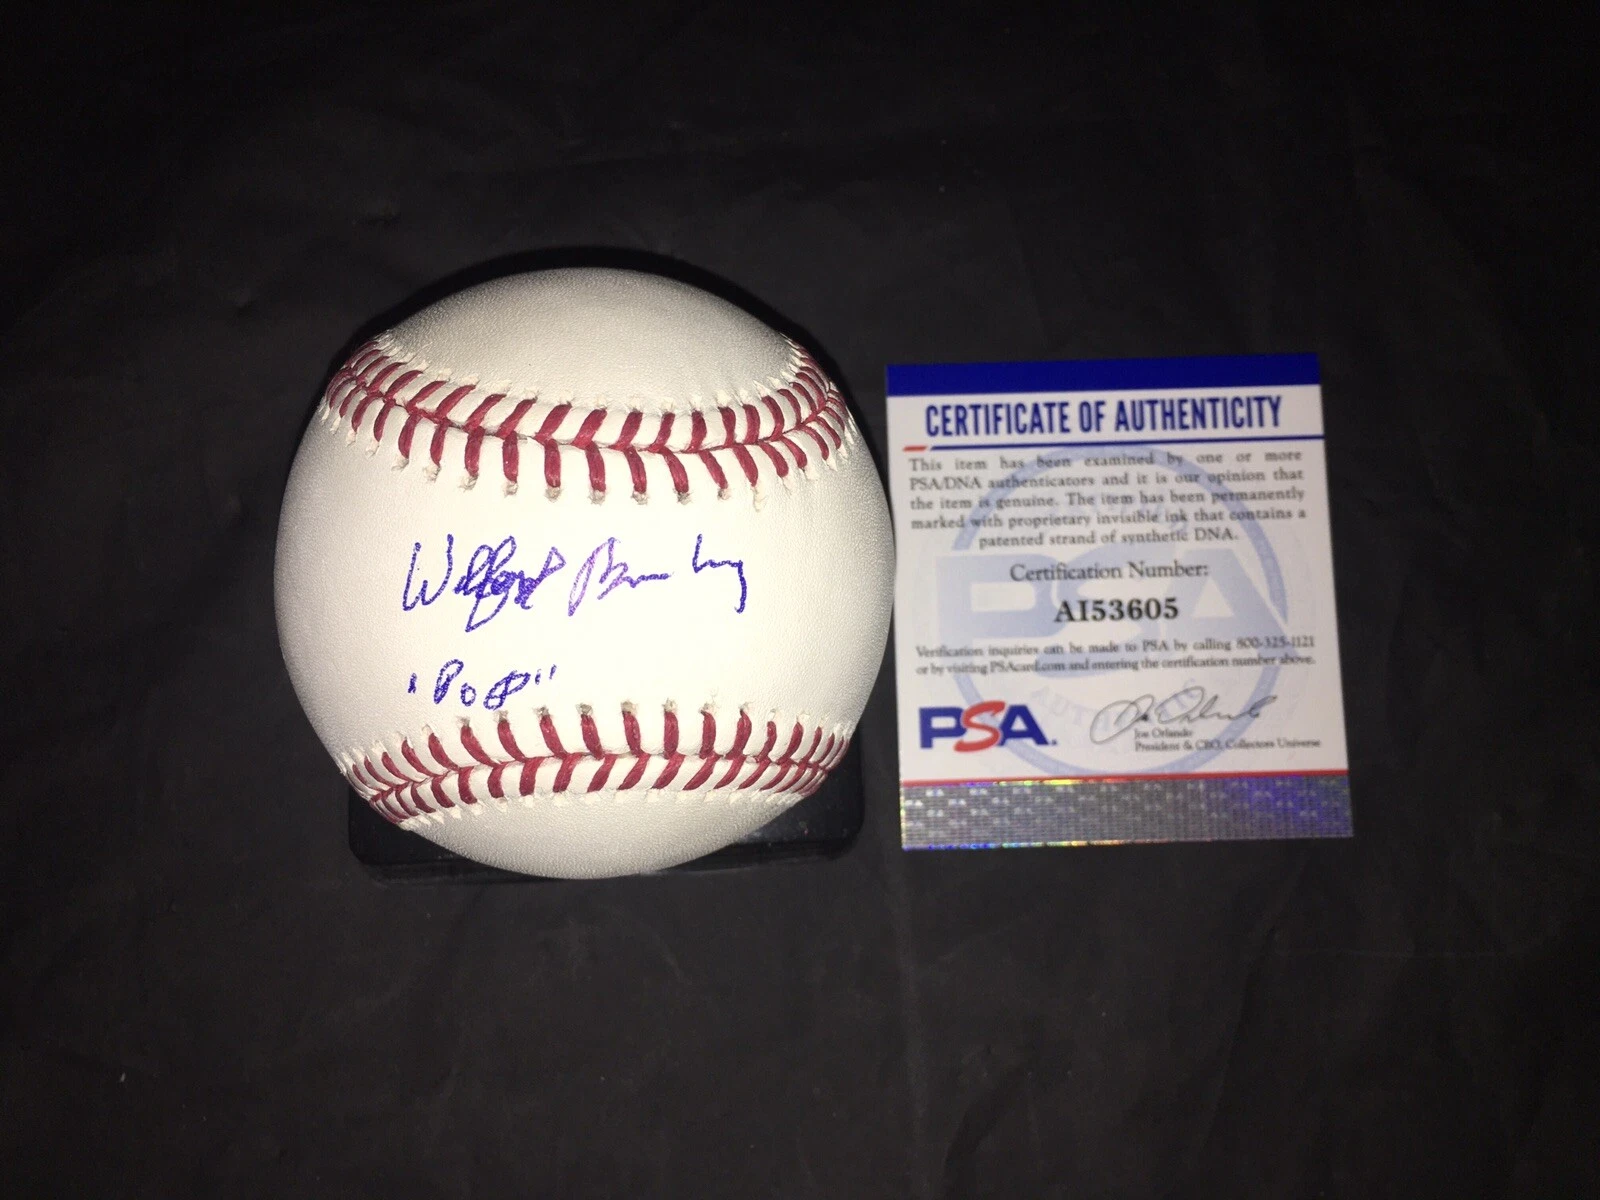 Wilford Brimley
"POP"
CERTIFICATE OF AUTHENTICITY
This item has been examined by one or more
PSA/DNA authenticators and it is our opinion that
the item is genuine. The item has been permanently
marked with proprietary invisible ink that contains a
patented strand of synthetic DNA.
Certification Number:
AI53605
Verification inquiries can be made to PSA by calling 800-325-1121
or by visiting PSAcard.com and entering the certification number above.
PSA.
Joe Orlando
President & CEO, Collectors Universe